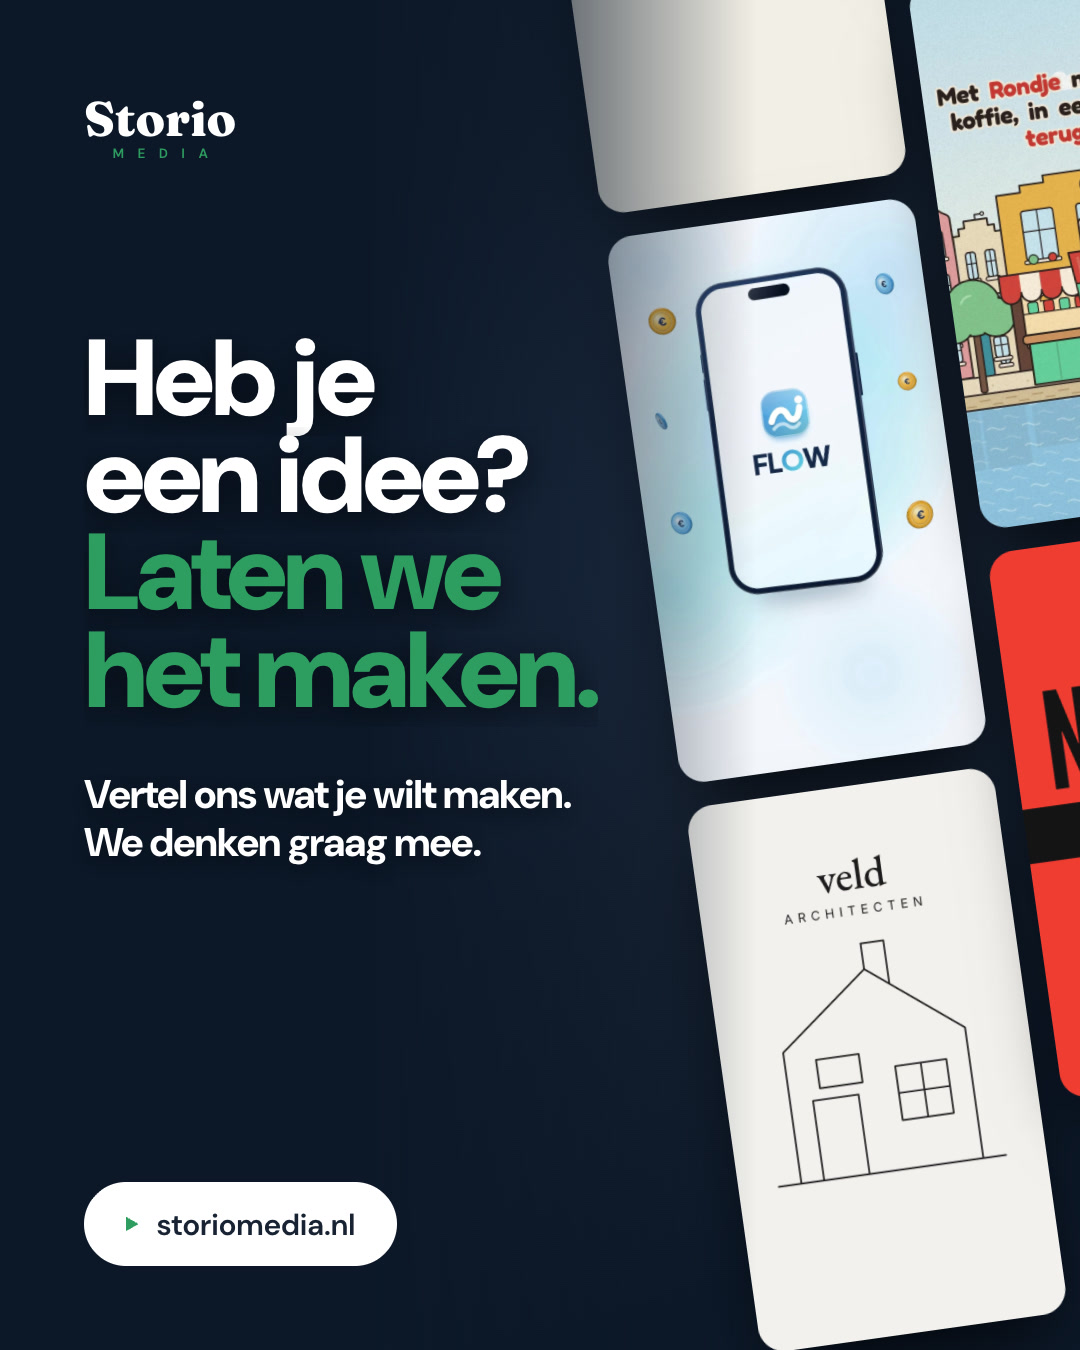 Storio
MEDIA
Heb je
een idee?
Laten we
het maken.
Vertel ons wat je wilt maken.
We denken graag mee.
storiomedia.nl
Met Rondje
koffie, in
terug
FLOW
veld
ARCHITECTEN